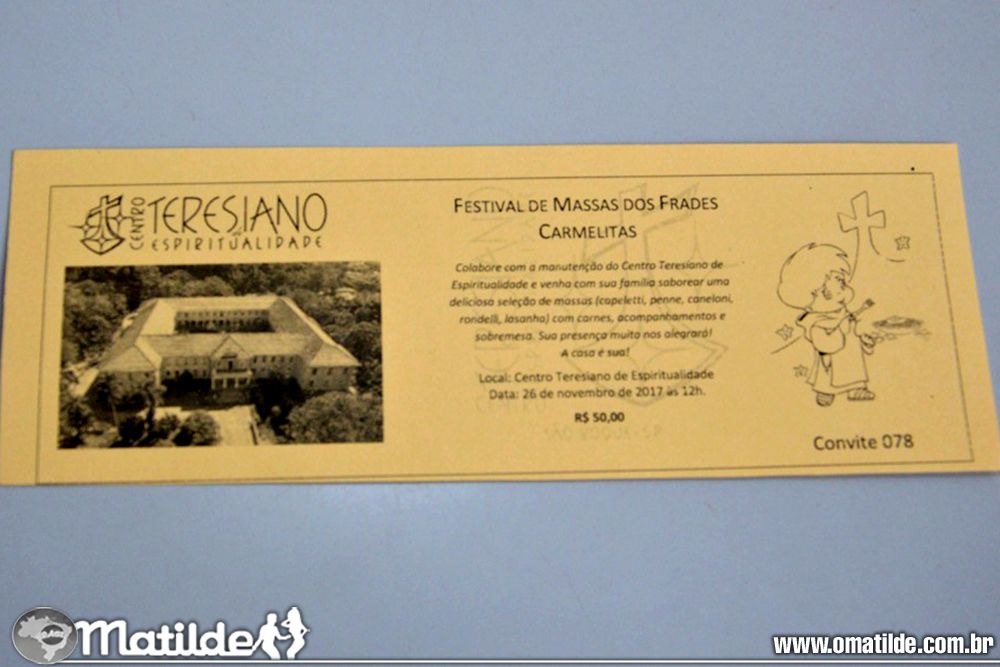 CENTRO
TERESIANO
DE
ESPIRITUALIDADE
FESTIVAL DE MASSAS DOS FRADES
CARMELITAS
Colabore com a manutenção do Centro Teresiano de
Espiritualidade e venha com sua família saborear uma
deliciosa seleção de massas (capeletti, penne, caneloni,
rondelli, lasanha) com carnes, acompanhamentos e
sobremesa. Sua presença muito nos alegrará!
A casa é sua!
Local: Centro Teresiano de Espiritualidade
Data: 26 de novembro de 2017 às 12h.
R$ 50,00
Convite 078
Matilde
www.omatilde.com.br